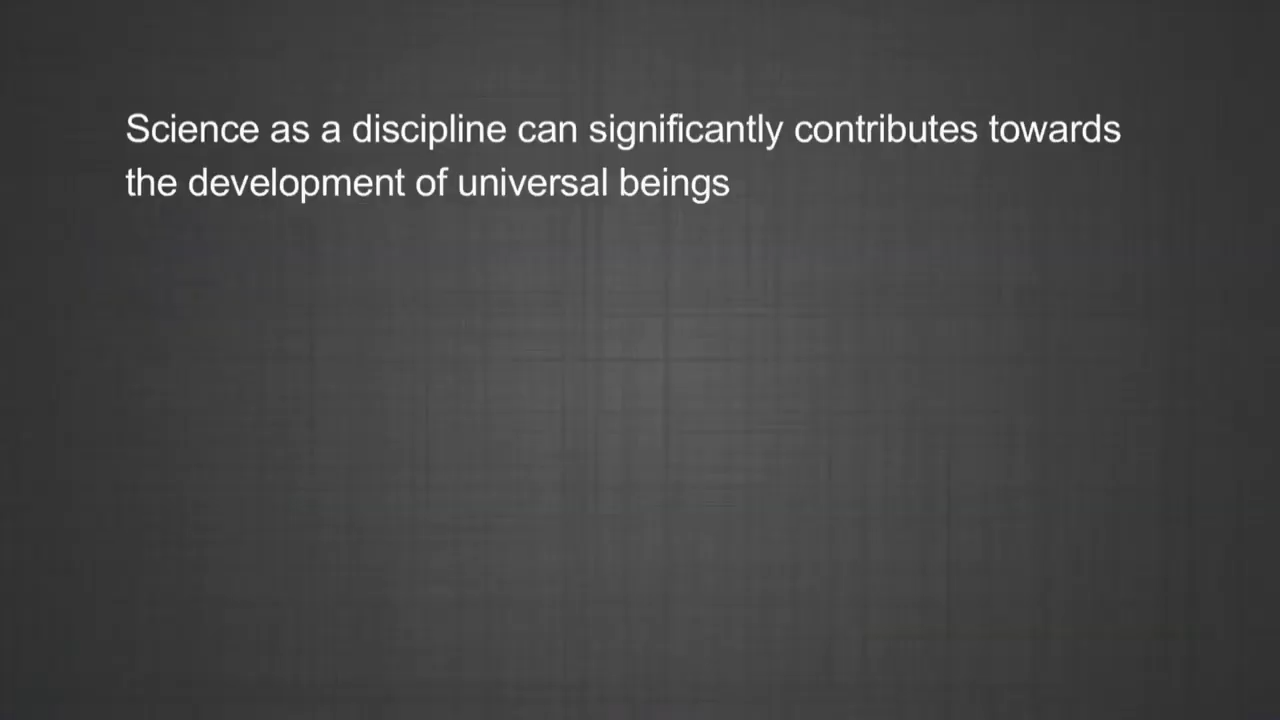 Science as a discipline can significantly contributes towards
the development of universal beings